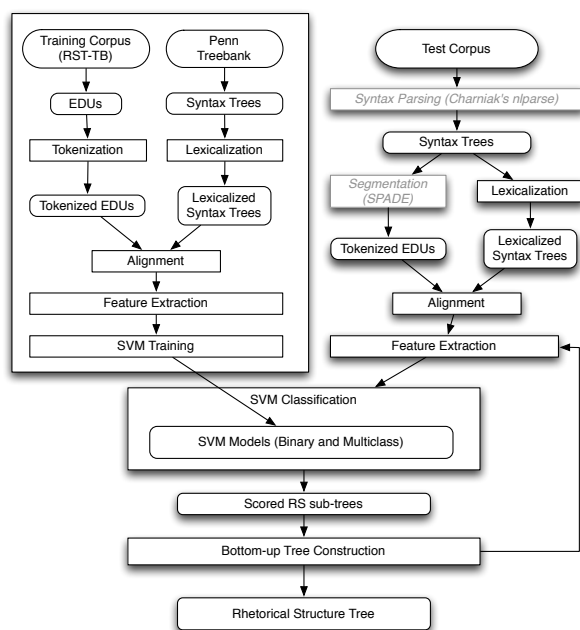 Training Corpus
(RST-TB)
Penn
Treebank
EDUs
Syntax Trees
Tokenization
Lexicalization
Tokenized EDUs
Lexicalized
Syntax Trees
Alignment
Feature Extraction
SVM Training
Test Corpus
Syntax Parsing (Charniak's nlparse)
Syntax Trees
Segmentation
(SPADE)
Lexicalization
Tokenized EDUs
Lexicalized
Syntax Trees
Alignment
Feature Extraction
SVM Classification
SVM Models (Binary and Multiclass)
Scored RS sub-trees
Bottom-up Tree Construction
Rhetorical Structure Tree